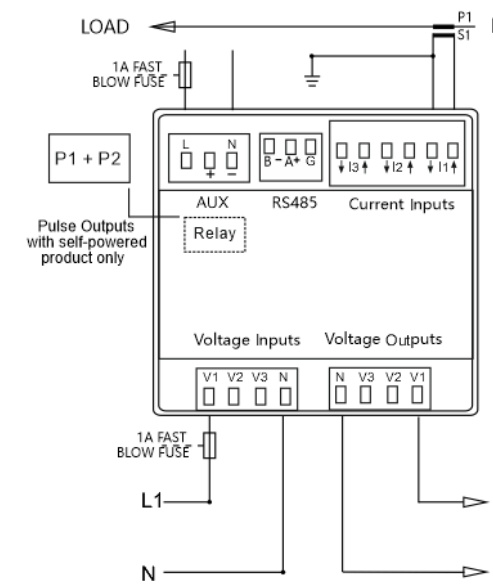 LOAD
P1
S1
1A FAST
BLOW FUSE
L N
+ −
B - A+ G
I3 I2 I1
P1 + P2
AUX RS485 Current Inputs
Relay
Pulse Outputs
with self-powered
product only
Voltage Inputs Voltage Outputs
V1 V2 V3 N
N V3 V2 V1
1A FAST
BLOW FUSE
L1
N